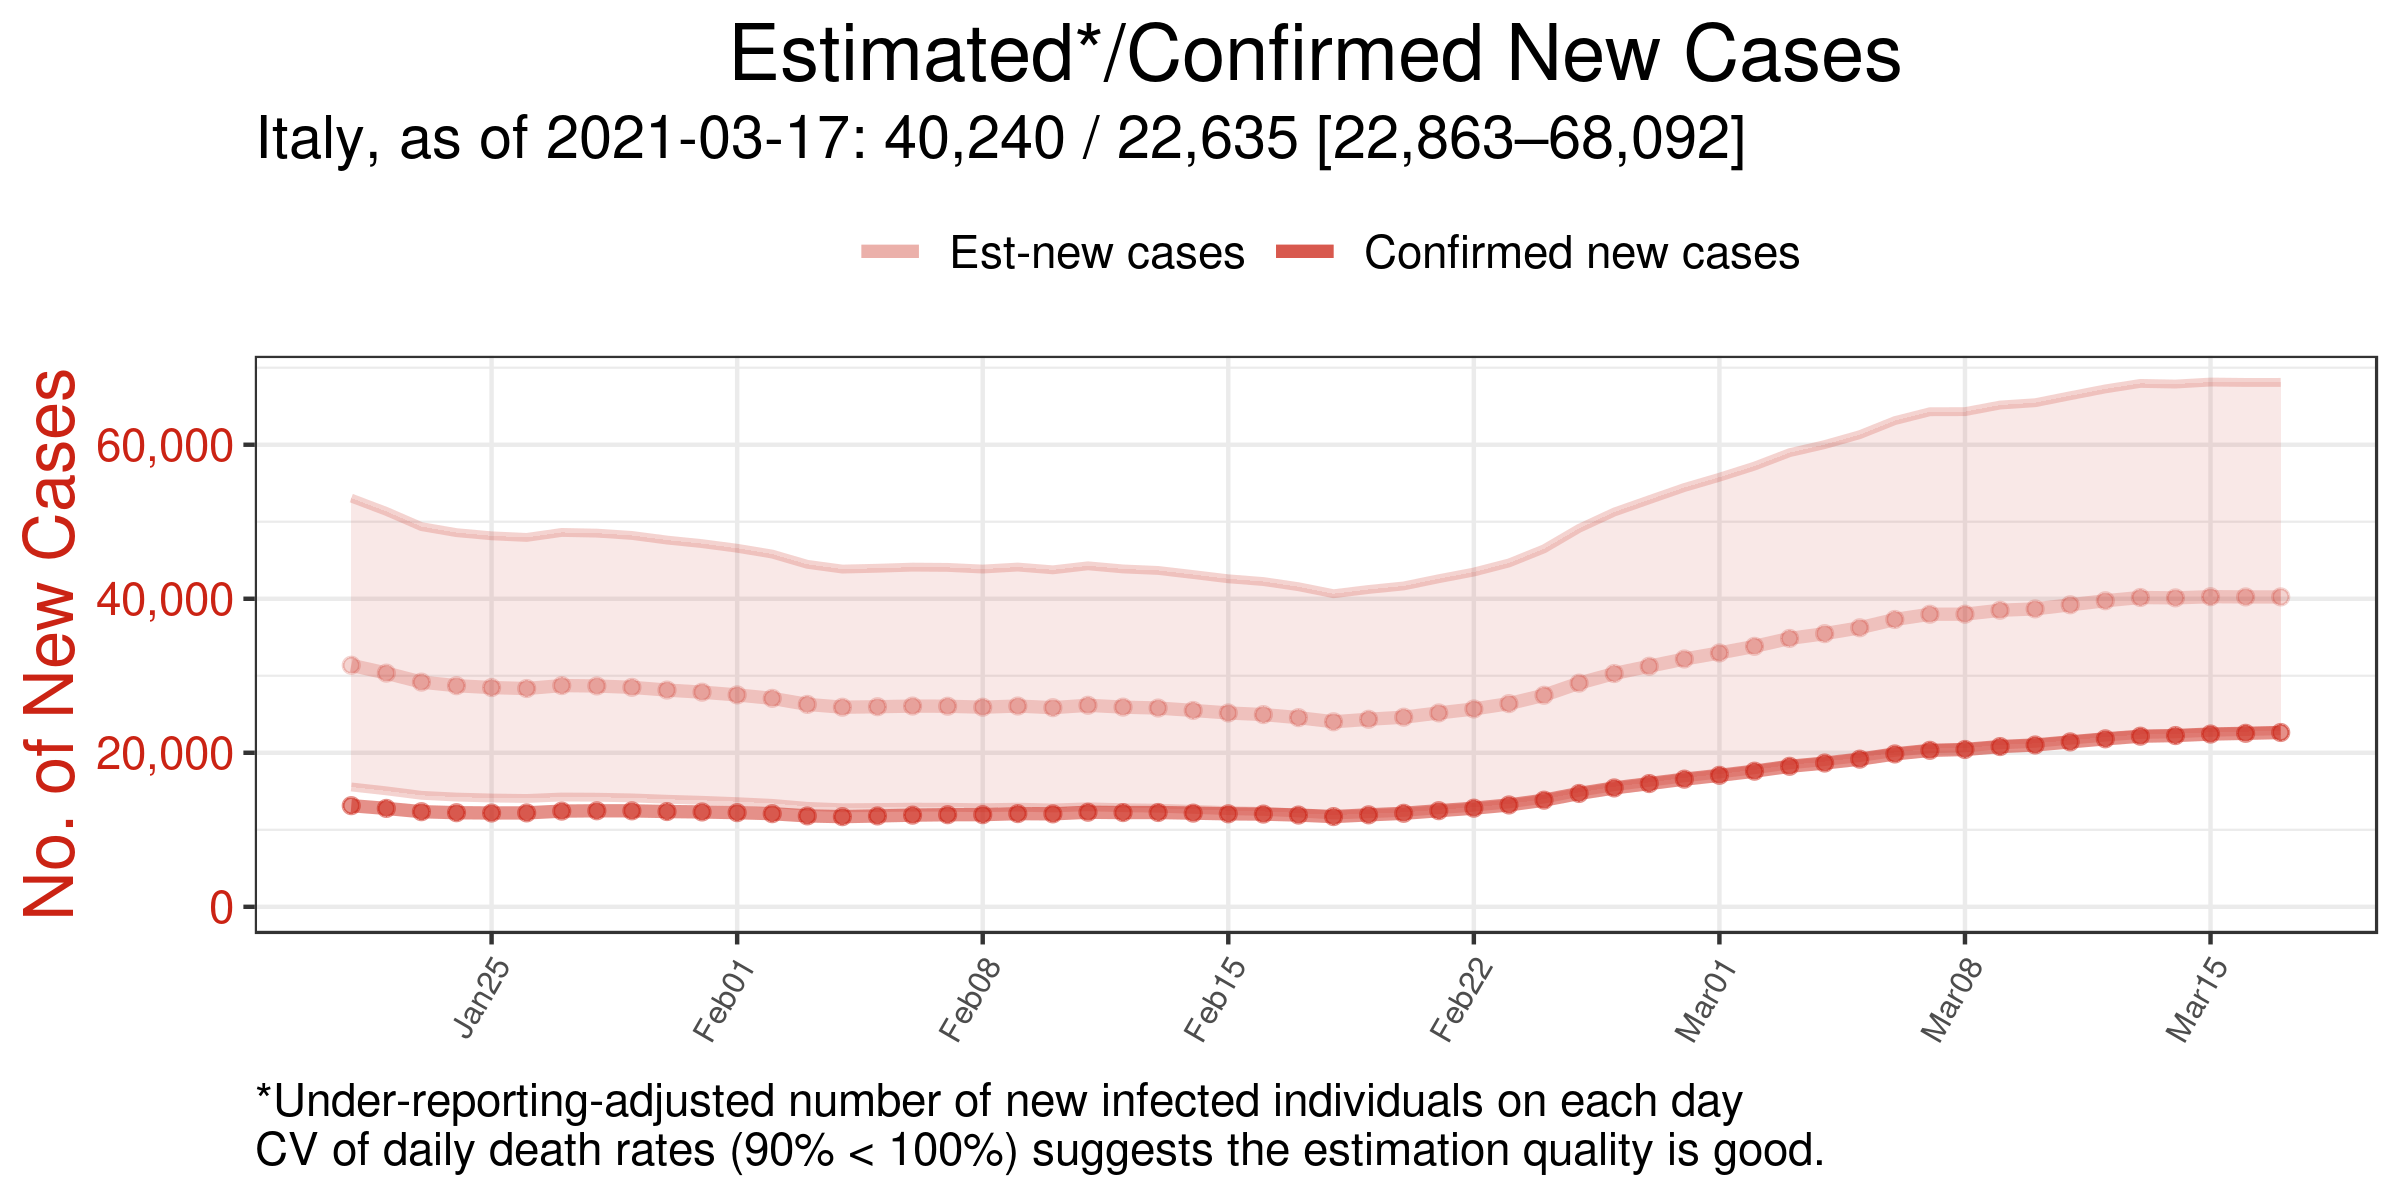 Estimated*/Confirmed New Cases
Italy, as of 2021-03-17: 40,240 / 22,635 [22,863–68,092]
Est-new cases
Confirmed new cases
No. of New Cases
60,000
40,000
20,000
0
Jan25
Feb01
Feb08
Feb15
Feb22
Mar01
Mar08
Mar15
*Under-reporting-adjusted number of new infected individuals on each day
CV of daily death rates (90% < 100%) suggests the estimation quality is good.